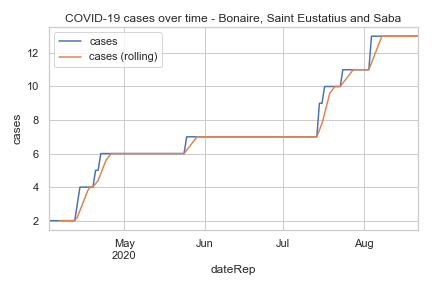 COVID-19 cases over time - Bonaire, Saint Eustatius and Saba
cases
cases (rolling)
12
10
8
6
4
2
cases
May
2020
Jun
Jul
Aug
dateRep